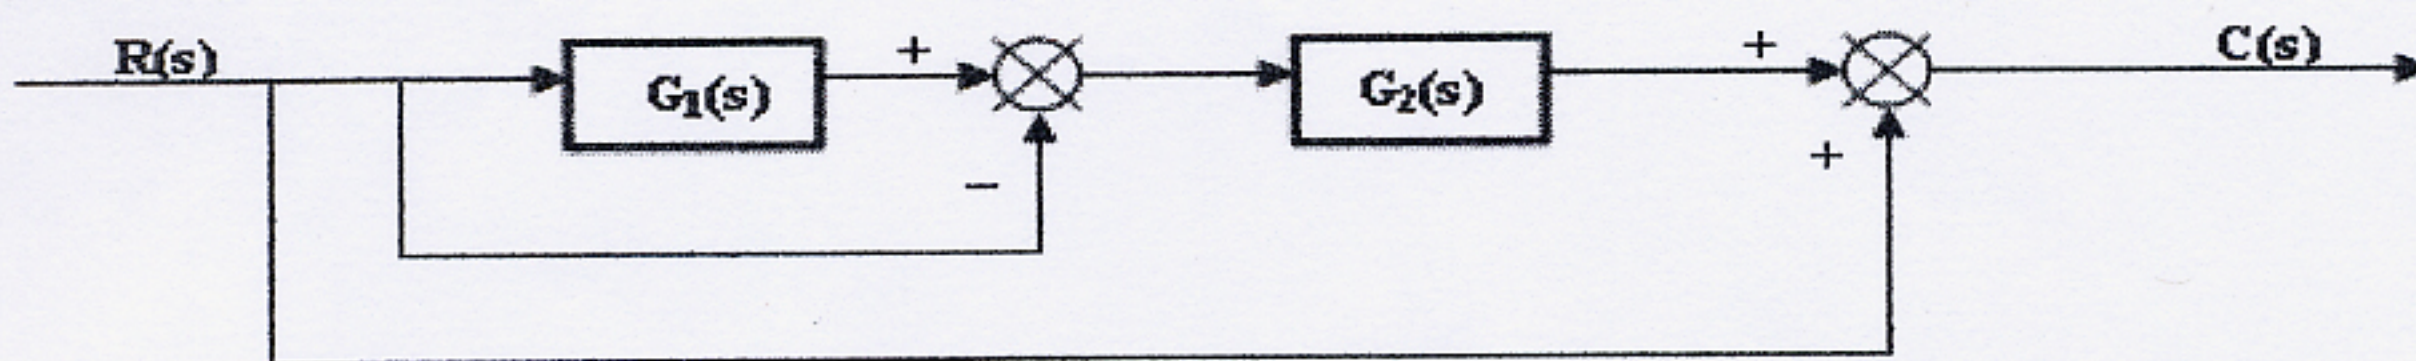 R(s) G₁(s) + G₂(s) + C(s)
− +